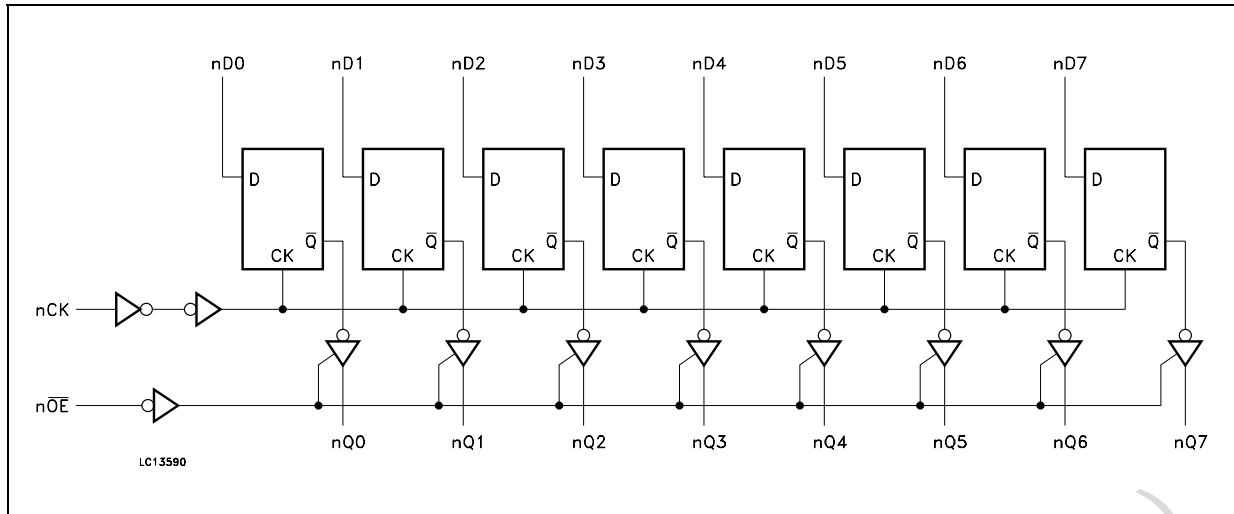 nD0 nD1 nD2 nD3 nD4 nD5 nD6 nD7
D D D D D D D D
Q̅ Q̅ Q̅ Q̅ Q̅ Q̅ Q̅ Q̅
CK CK CK CK CK CK CK CK
nCK
nO̅E̅
nQ0 nQ1 nQ2 nQ3 nQ4 nQ5 nQ6 nQ7
LC13590